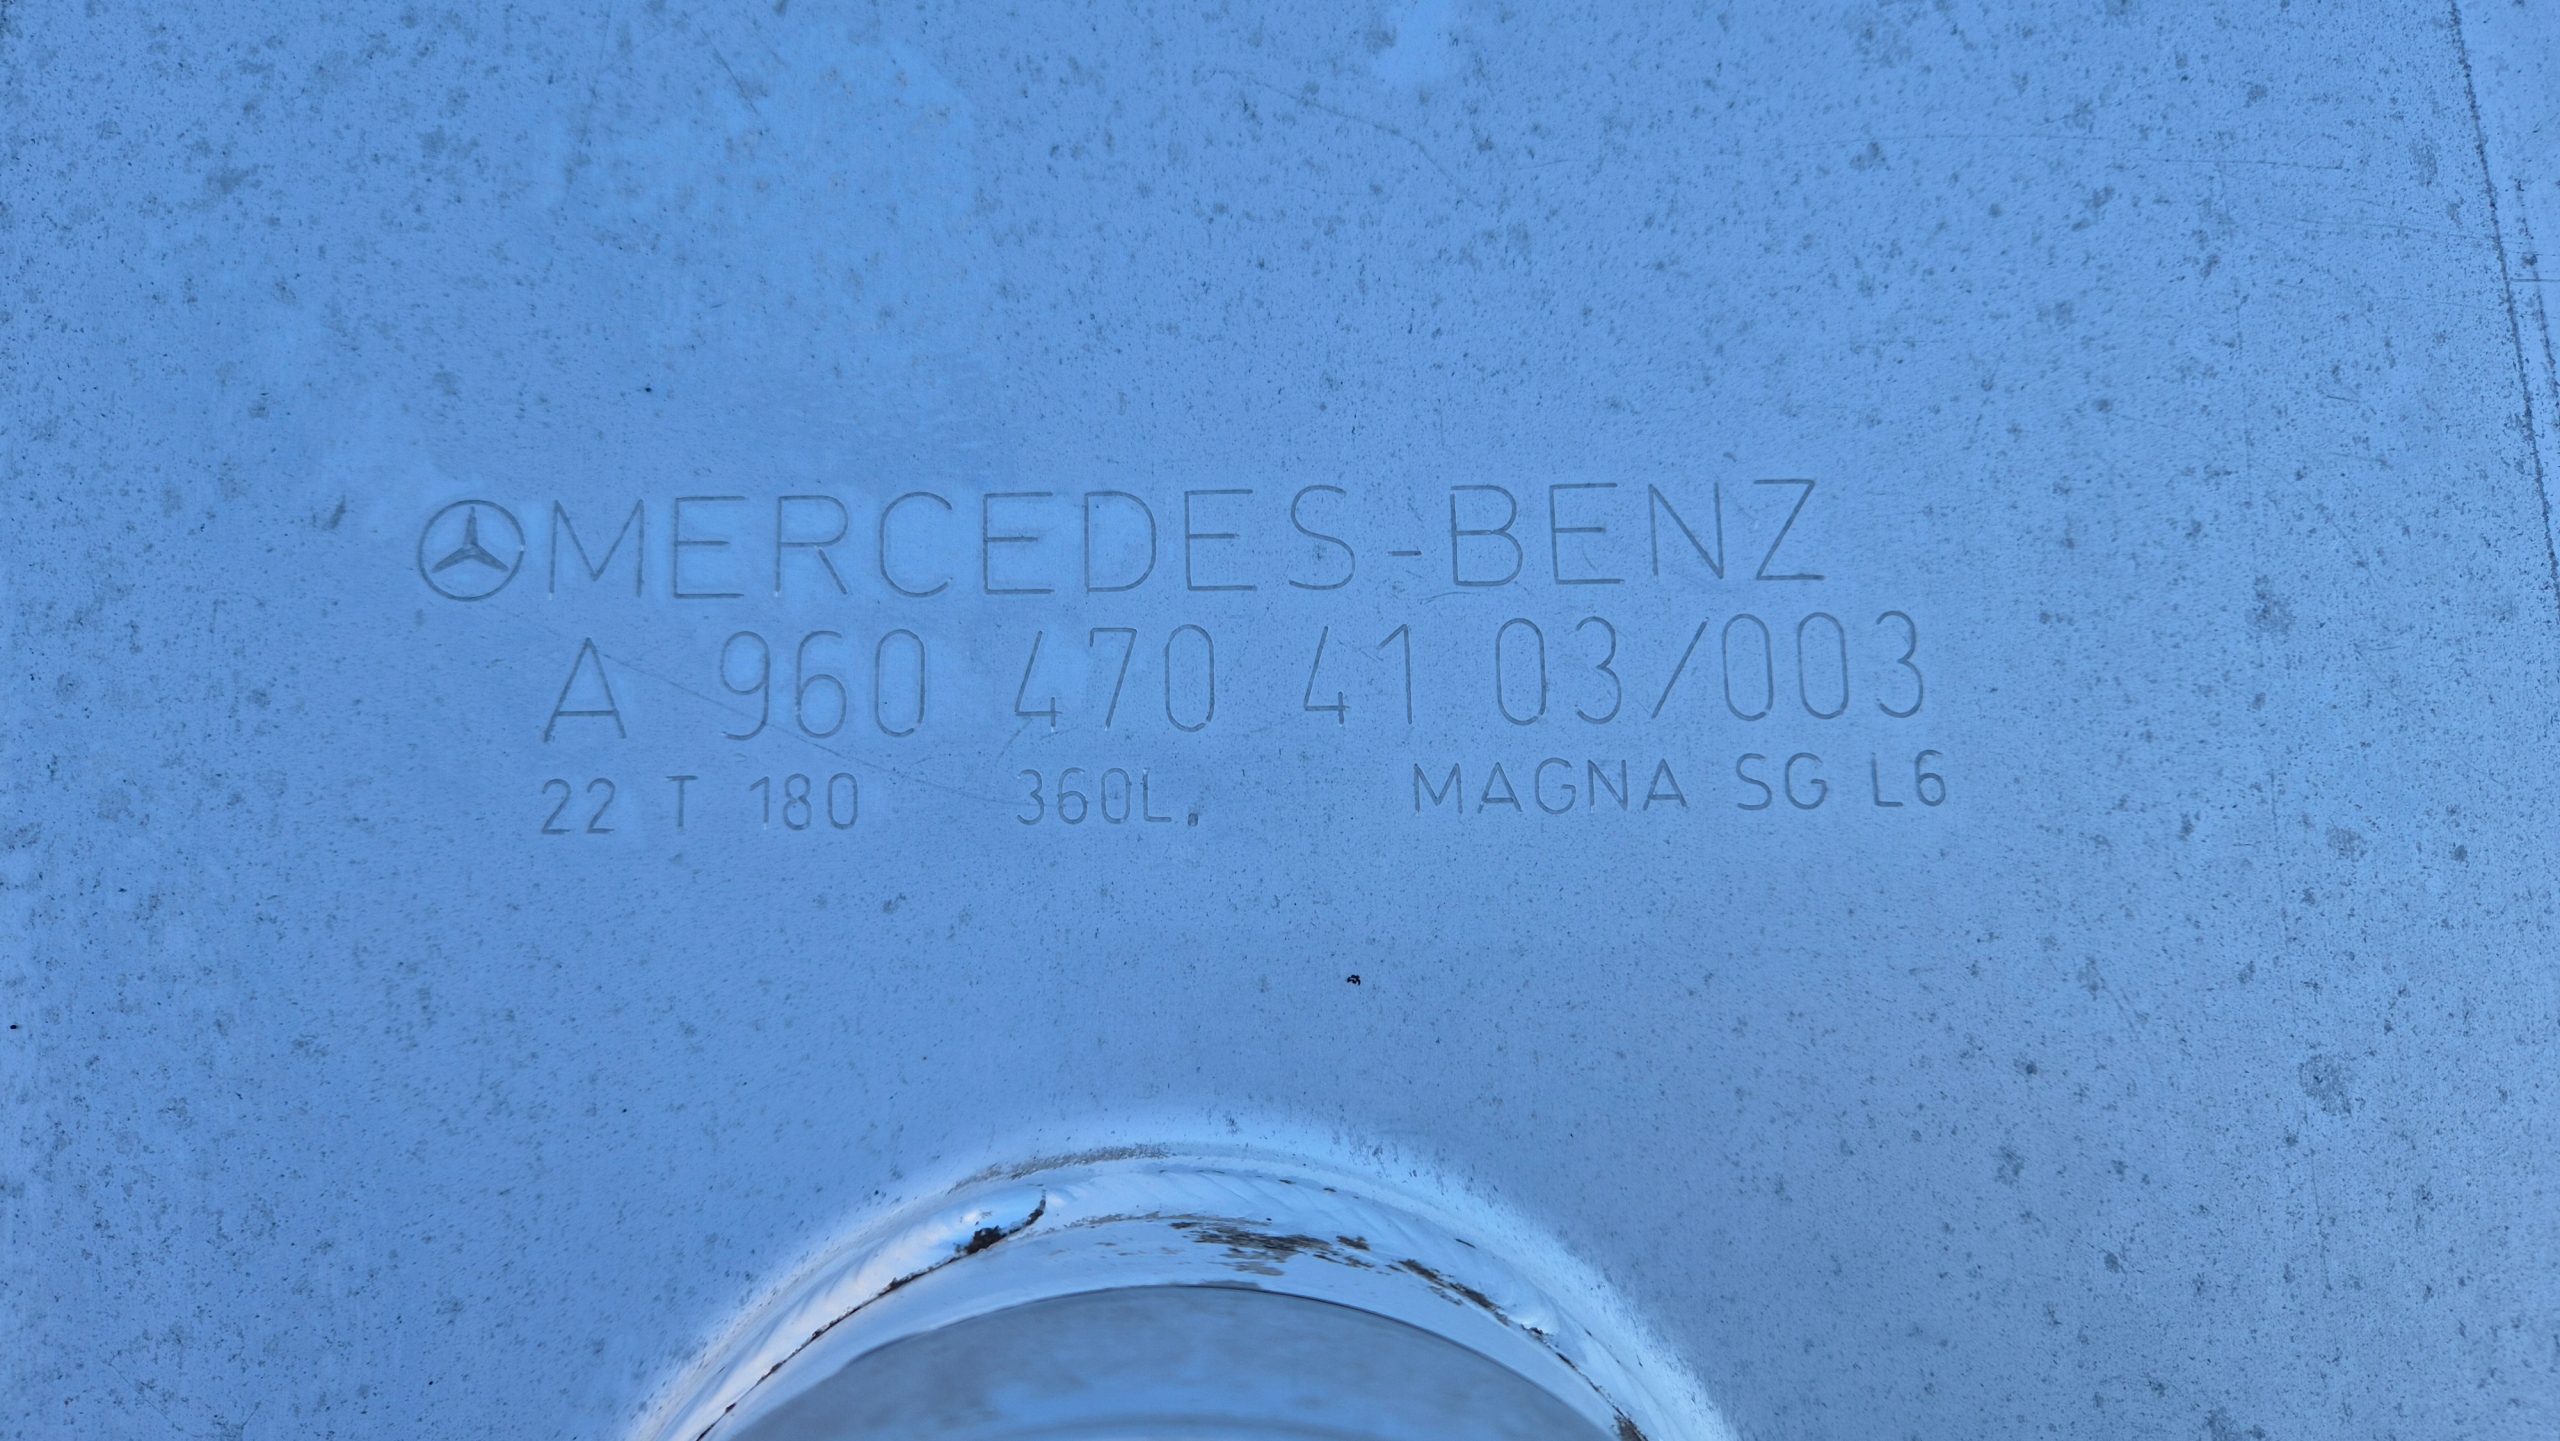 MERCEDES-BENZ
A 960 470 41 03/003
22 T 180 360L. MAGNA SG L6